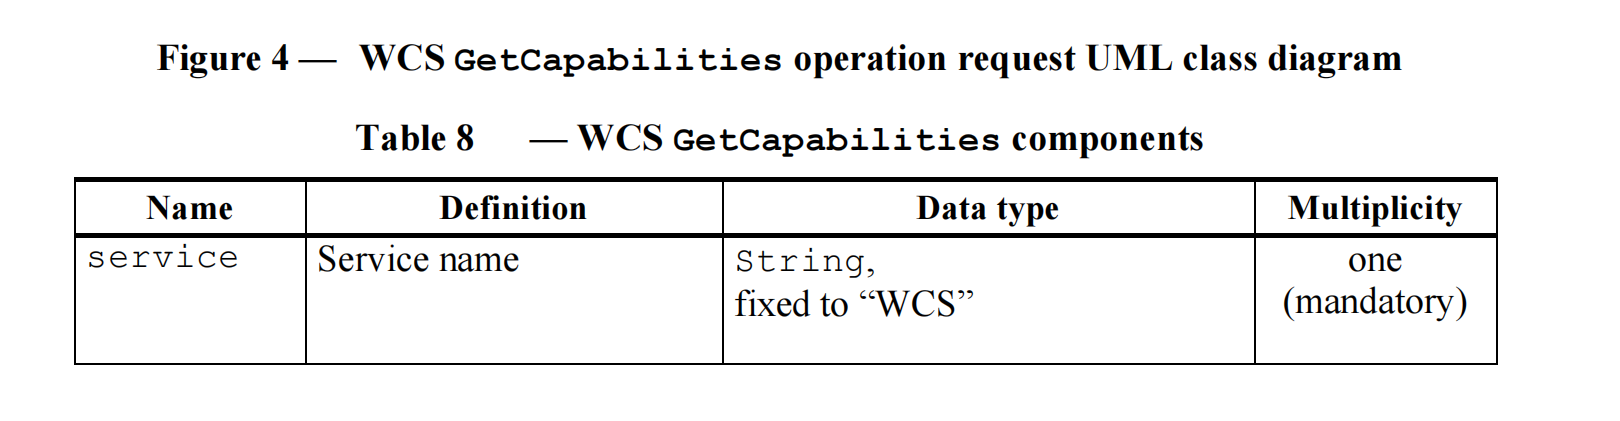 Figure 4 — WCS GetCapabilities operation request UML class diagram
Table 8 — WCS GetCapabilities components
Name Definition Data type Multiplicity
service Service name String, one
fixed to “WCS” (mandatory)